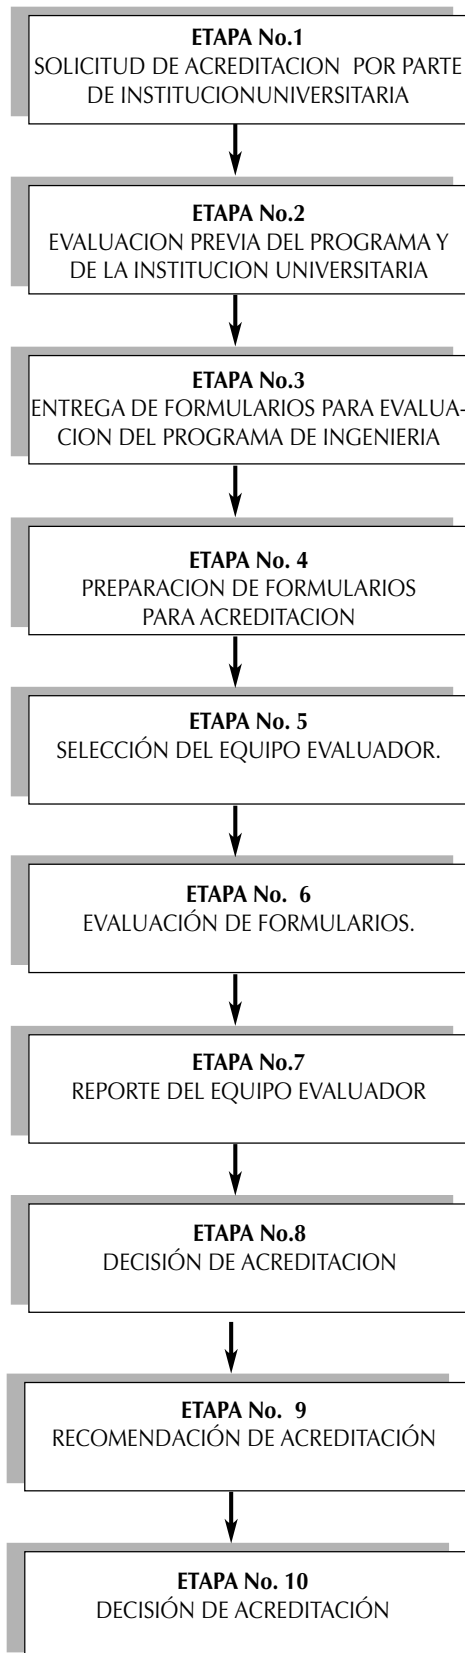 ETAPA No.1
SOLICITUD DE ACREDITACION POR PARTE
DE INSTITUCIONUNIVERSITARIA
ETAPA No.2
EVALUACION PREVIA DEL PROGRAMA Y
DE LA INSTITUCION UNIVERSITARIA
ETAPA No.3
ENTREGA DE FORMULARIOS PARA EVALUA-
CION DEL PROGRAMA DE INGENIERIA
ETAPA No. 4
PREPARACION DE FORMULARIOS
PARA ACREDITACION
ETAPA No. 5
SELECCIÓN DEL EQUIPO EVALUADOR.
ETAPA No. 6
EVALUACIÓN DE FORMULARIOS.
ETAPA No.7
REPORTE DEL EQUIPO EVALUADOR
ETAPA No.8
DECISIÓN DE ACREDITACION
ETAPA No. 9
RECOMENDACIÓN DE ACREDITACIÓN
ETAPA No. 10
DECISIÓN DE ACREDITACIÓN